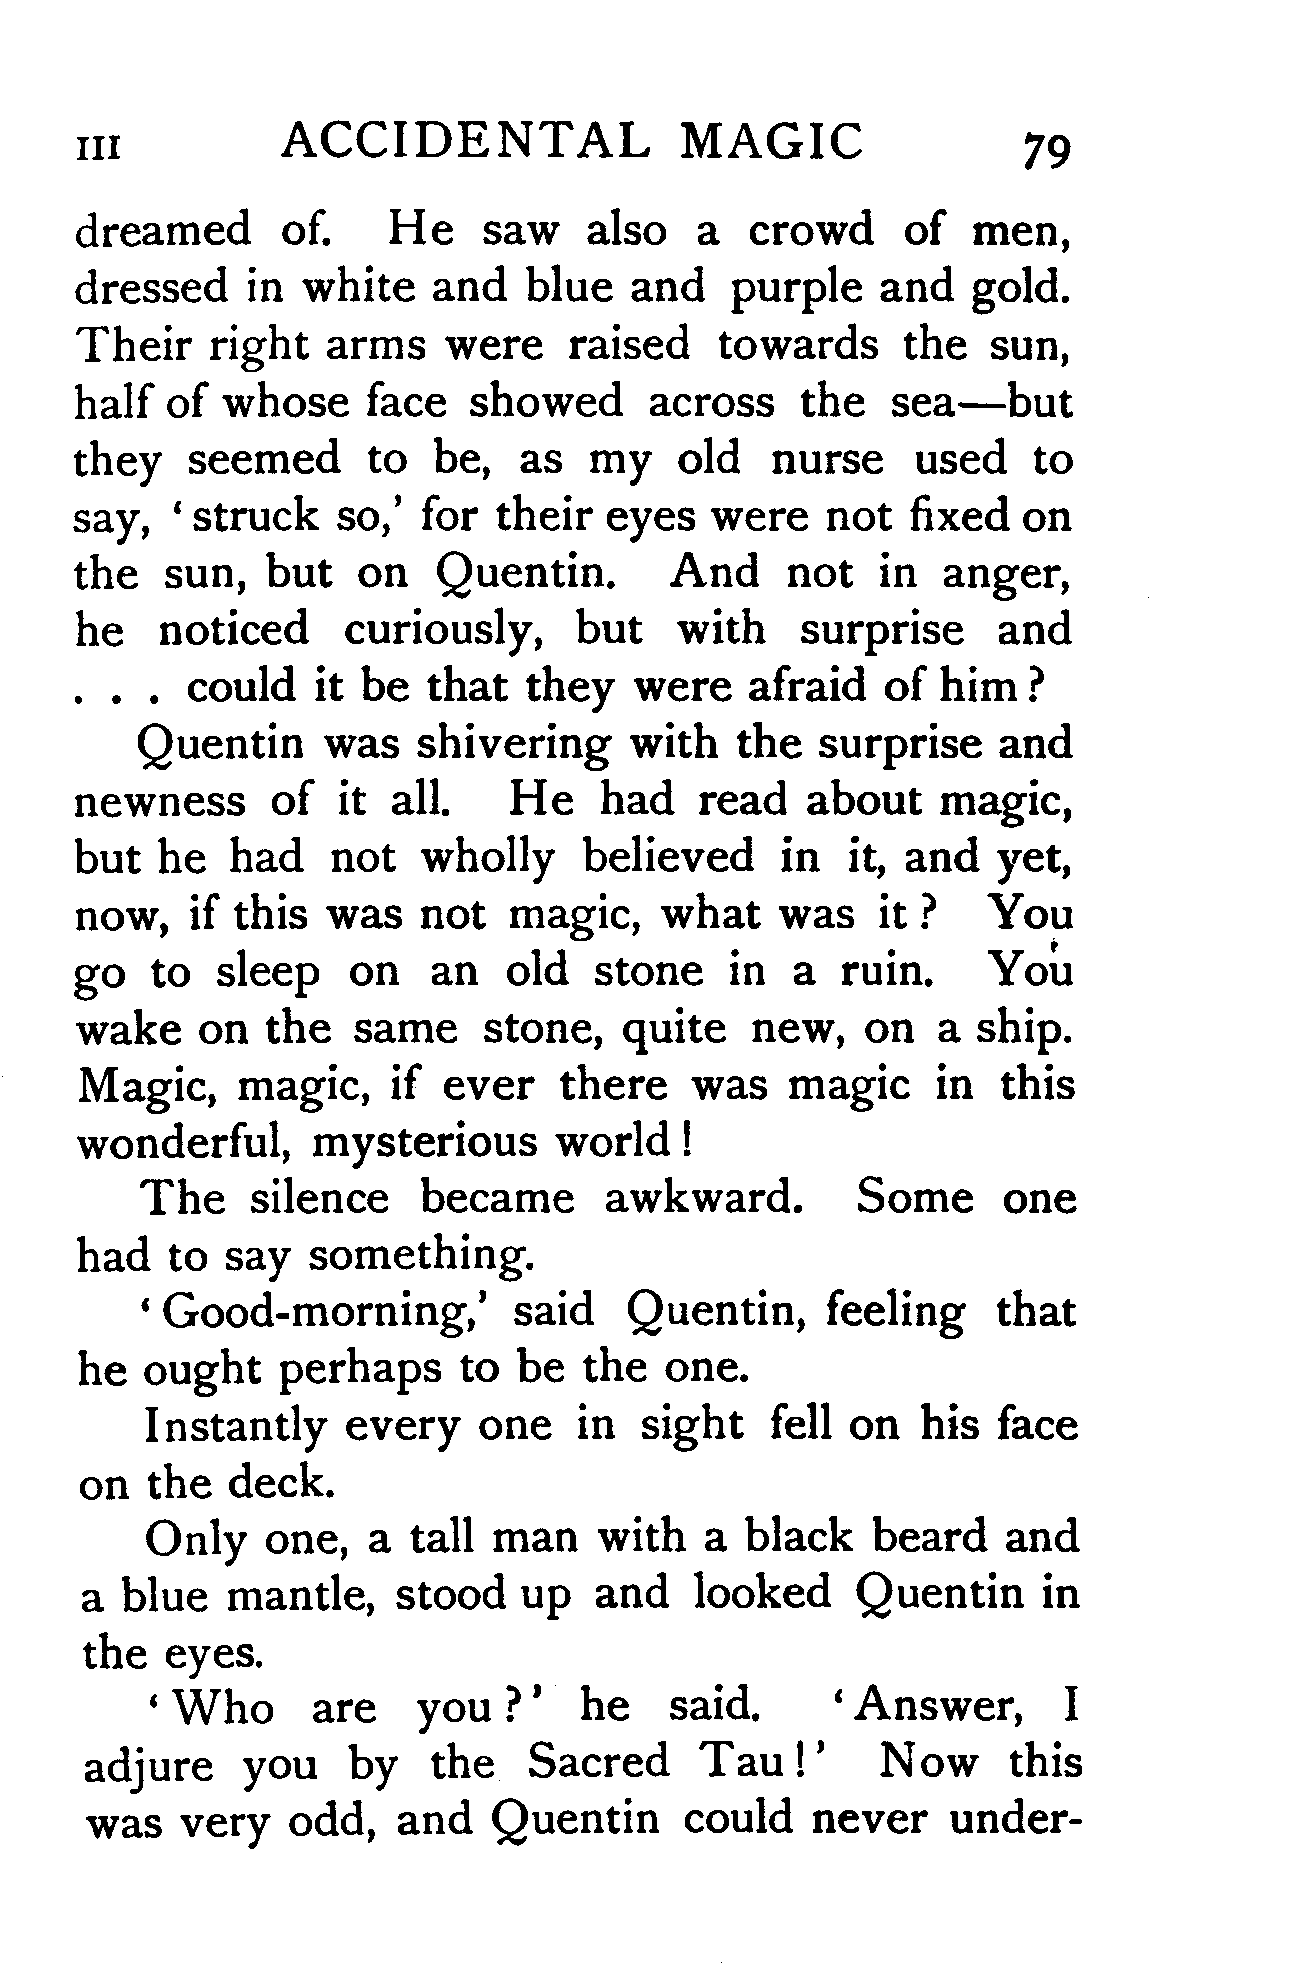 III ACCIDENTAL MAGIC 79
dreamed of. He saw also a crowd of men,
dressed in white and blue and purple and gold.
Their right arms were raised towards the sun,
half of whose face showed across the sea—but
they seemed to be, as my old nurse used to
say, ‘struck so,’ for their eyes were not fixed on
the sun, but on Quentin. And not in anger,
he noticed curiously, but with surprise and
. . . could it be that they were afraid of him?
Quentin was shivering with the surprise and
newness of it all. He had read about magic,
but he had not wholly believed in it, and yet,
now, if this was not magic, what was it? You
go to sleep on an old stone in a ruin. You
wake on the same stone, quite new, on a ship.
Magic, magic, if ever there was magic in this
wonderful, mysterious world!
The silence became awkward. Some one
had to say something.
‘Good-morning,’ said Quentin, feeling that
he ought perhaps to be the one.
Instantly every one in sight fell on his face
on the deck.
Only one, a tall man with a black beard and
a blue mantle, stood up and looked Quentin in
the eyes.
‘Who are you?’ he said. ‘Answer, I
adjure you by the Sacred Tau!’ Now this
was very odd, and Quentin could never under-